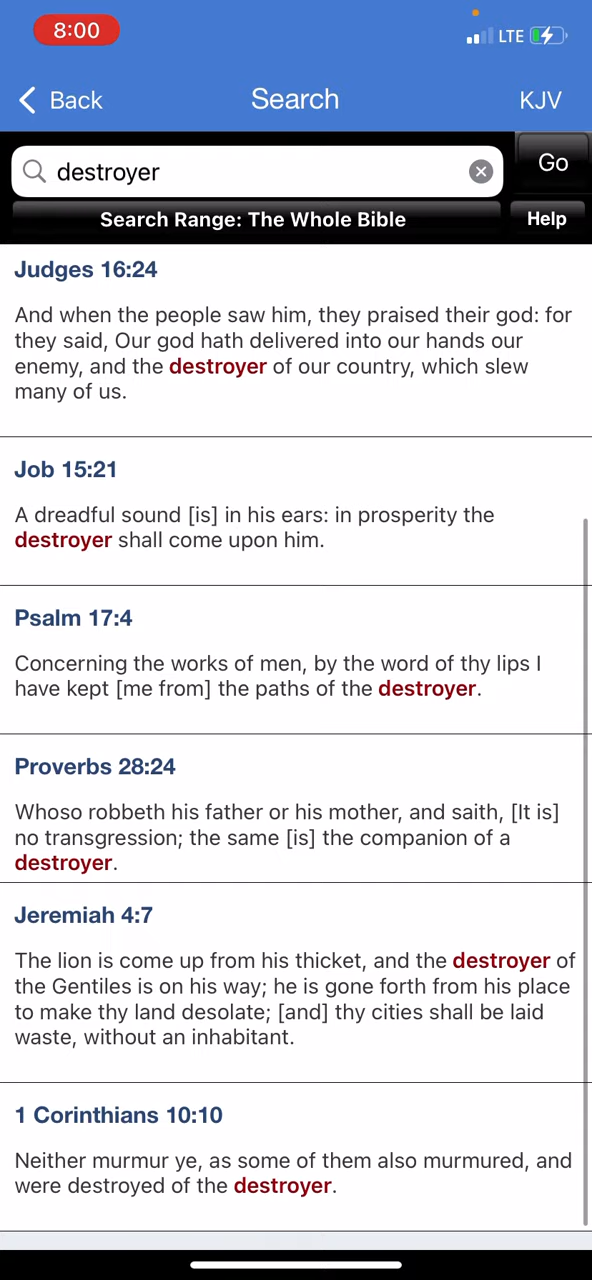 8:00
LTE
Back
Search
KJV
destroyer
Go
Search Range: The Whole Bible
Help
Judges 16:24
And when the people saw him, they praised their god: for
they said, Our god hath delivered into our hands our
enemy, and the destroyer of our country, which slew
many of us.
Job 15:21
A dreadful sound [is] in his ears: in prosperity the
destroyer shall come upon him.
Psalm 17:4
Concerning the works of men, by the word of thy lips I
have kept [me from] the paths of the destroyer.
Proverbs 28:24
Whoso robbeth his father or his mother, and saith, [It is]
no transgression; the same [is] the companion of a
destroyer.
Jeremiah 4:7
The lion is come up from his thicket, and the destroyer of
the Gentiles is on his way; he is gone forth from his place
to make thy land desolate; [and] thy cities shall be laid
waste, without an inhabitant.
1 Corinthians 10:10
Neither murmur ye, as some of them also murmured, and
were destroyed of the destroyer.